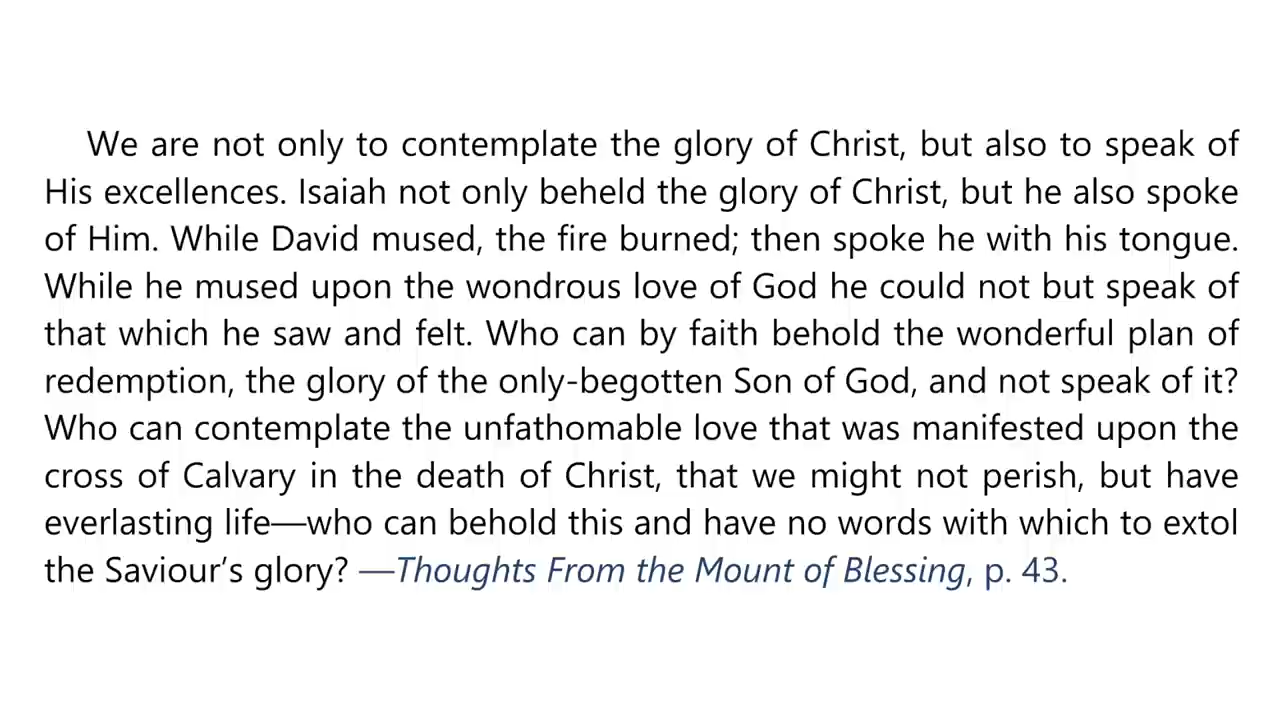 We are not only to contemplate the glory of Christ, but also to speak of
His excellences. Isaiah not only beheld the glory of Christ, but he also spoke
of Him. While David mused, the fire burned; then spoke he with his tongue.
While he mused upon the wondrous love of God he could not but speak of
that which he saw and felt. Who can by faith behold the wonderful plan of
redemption, the glory of the only-begotten Son of God, and not speak of it?
Who can contemplate the unfathomable love that was manifested upon the
cross of Calvary in the death of Christ, that we might not perish, but have
everlasting life—who can behold this and have no words with which to extol
the Saviour’s glory? —Thoughts From the Mount of Blessing, p. 43.